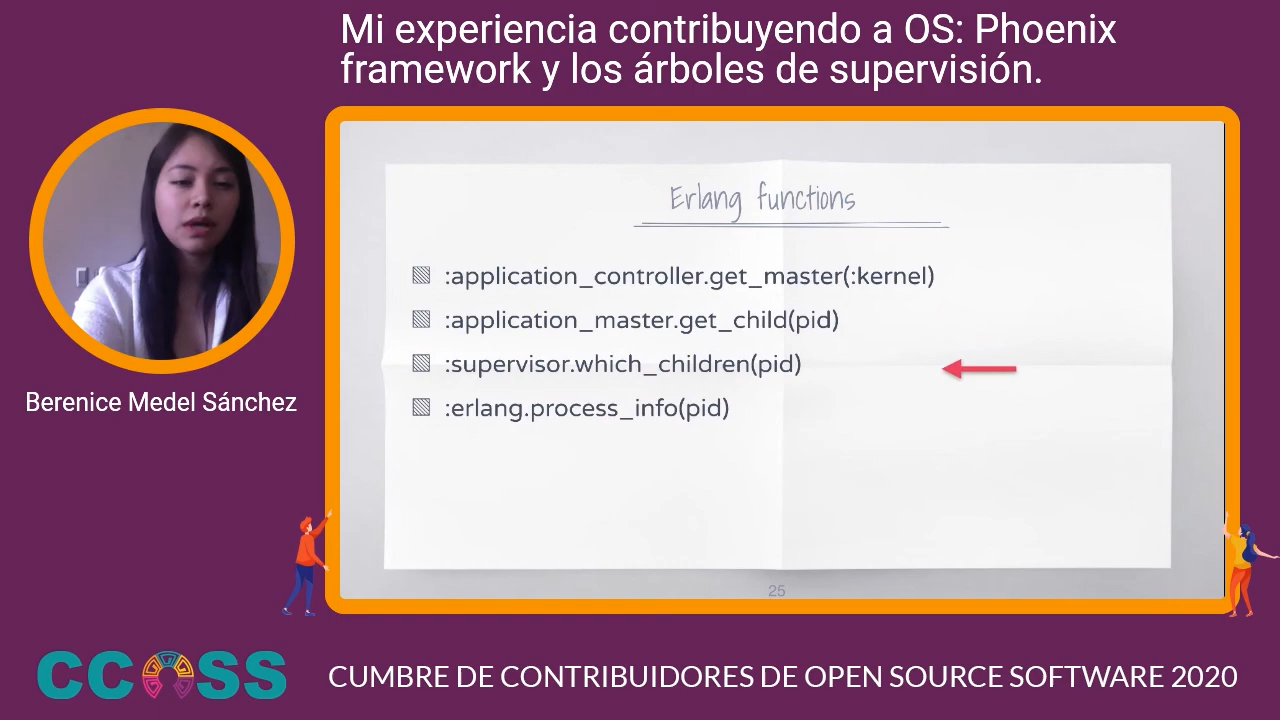 Mi experiencia contribuyendo a OS: Phoenix
framework y los árboles de supervisión.
Erlang functions
:application_controller.get_master(:kernel)
:application_master.get_child(pid)
:supervisor.which_children(pid)
:erlang.process_info(pid)
25
Berenice Medel Sánchez
CCOSS
CUMBRE DE CONTRIBUIDORES DE OPEN SOURCE SOFTWARE 2020